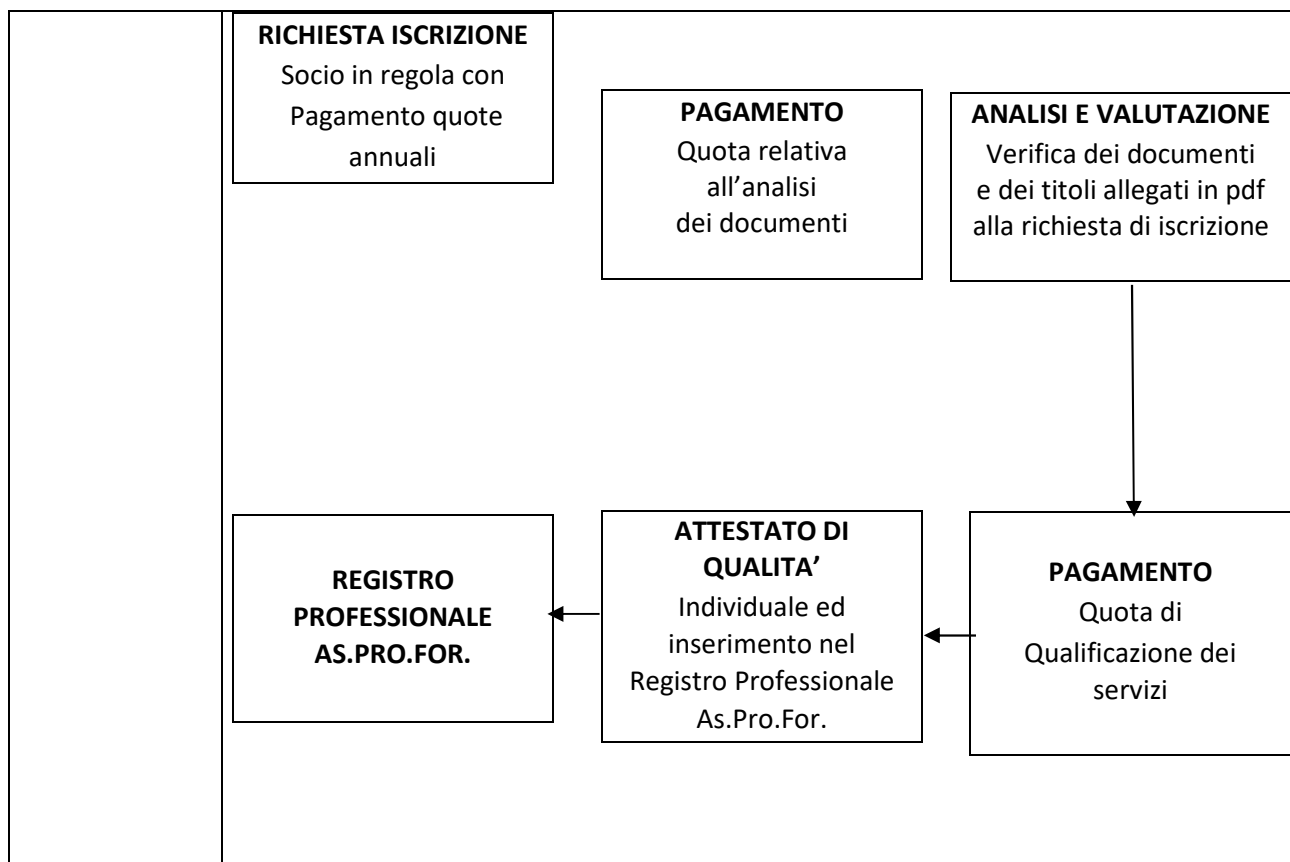 RICHIESTA ISCRIZIONE
Socio in regola con
Pagamento quote
annuali
PAGAMENTO
Quota relativa
all’analisi
dei documenti
ANALISI E VALUTAZIONE
Verifica dei documenti
e dei titoli allegati in pdf
alla richiesta di iscrizione
REGISTRO
PROFESSIONALE
AS.PRO.FOR.
ATTESTATO DI
QUALITA’
Individuale ed
inserimento nel
Registro Professionale
As.Pro.For.
PAGAMENTO
Quota di
Qualificazione dei
servizi